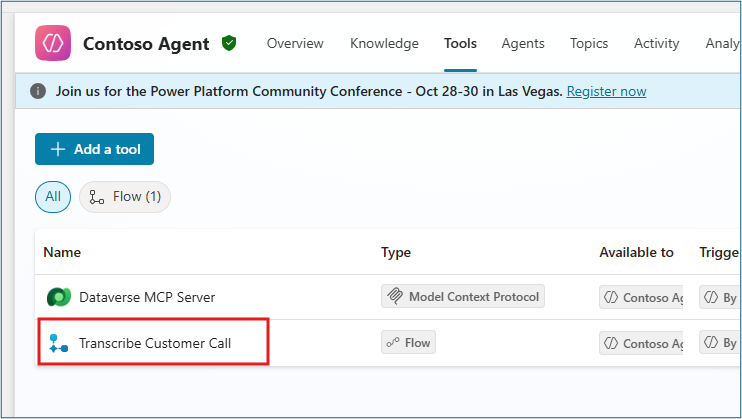 Contoso Agent Overview Knowledge Tools Agents Topics Activity Analy
Join us for the Power Platform Community Conference - Oct 28-30 in Las Vegas. Register now
Add a tool
All Flow (1)
Name Type Available to Trigge
Dataverse MCP Server Model Context Protocol Contoso Ag By
Transcribe Customer Call Flow Contoso Ag By